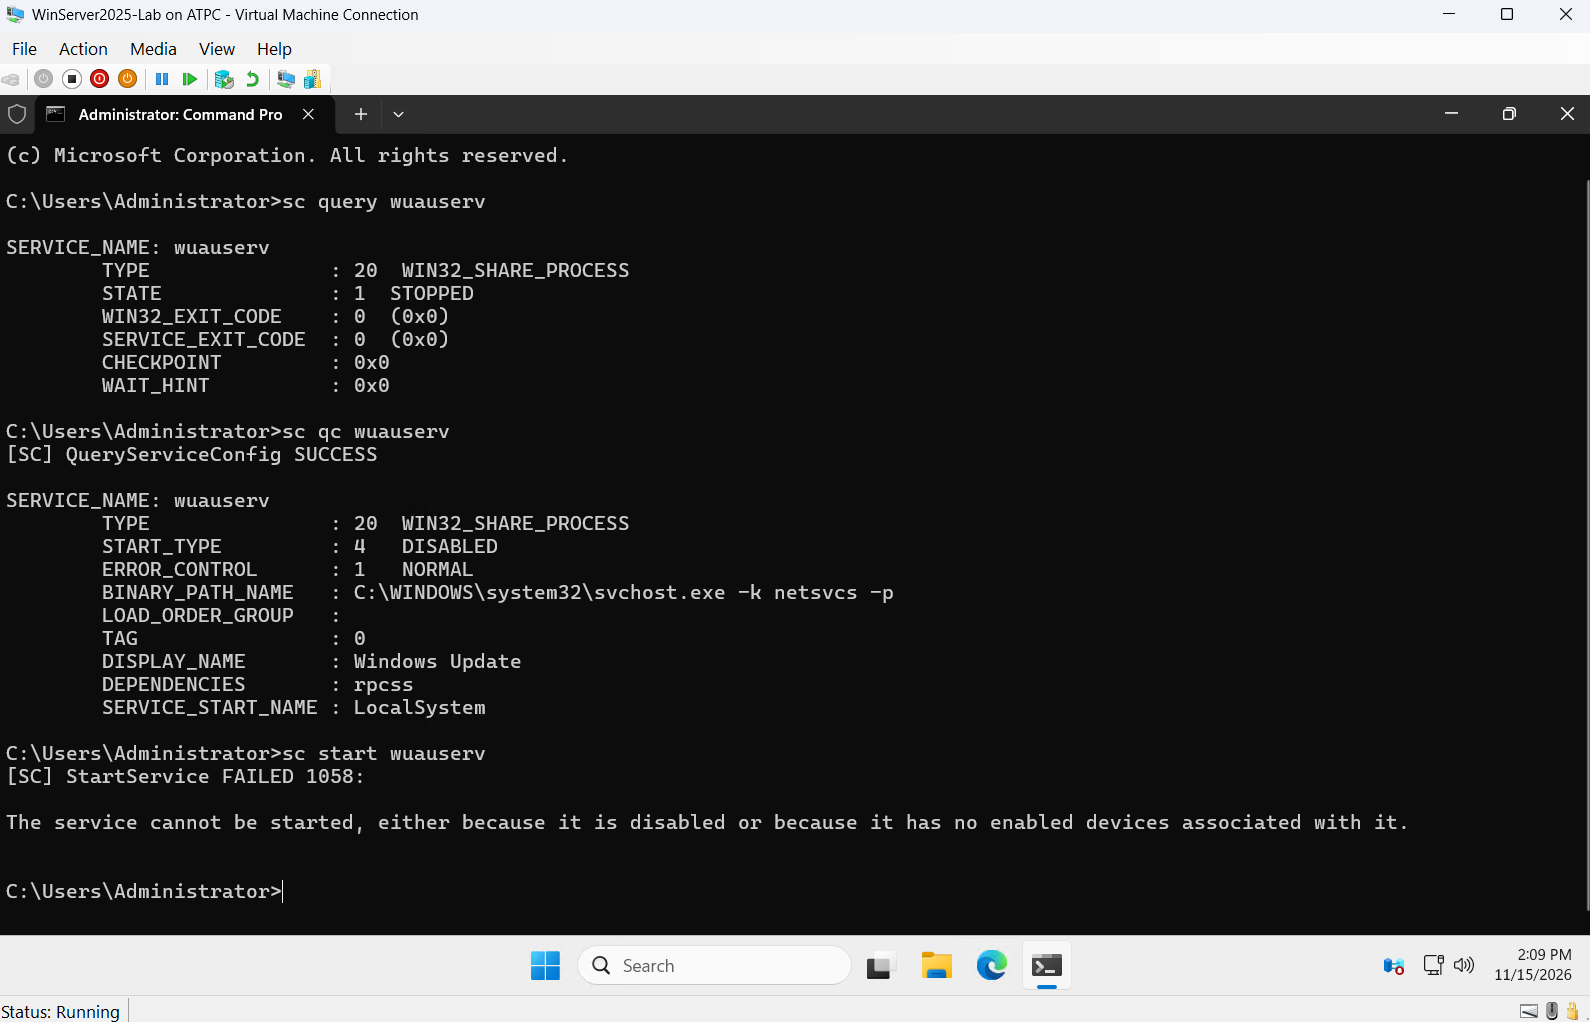 WinServer2025-Lab on ATPC - Virtual Machine Connection
File Action Media View Help
Administrator: Command Pro
(c) Microsoft Corporation. All rights reserved.
C:\Users\Administrator>sc query wuauserv
SERVICE_NAME: wuauserv
TYPE : 20 WIN32_SHARE_PROCESS
STATE : 1 STOPPED
WIN32_EXIT_CODE : 0 (0x0)
SERVICE_EXIT_CODE : 0 (0x0)
CHECKPOINT : 0x0
WAIT_HINT : 0x0
C:\Users\Administrator>sc qc wuauserv
[SC] QueryServiceConfig SUCCESS
SERVICE_NAME: wuauserv
TYPE : 20 WIN32_SHARE_PROCESS
START_TYPE : 4 DISABLED
ERROR_CONTROL : 1 NORMAL
BINARY_PATH_NAME : C:\WINDOWS\system32\svchost.exe -k netsvcs -p
LOAD_ORDER_GROUP :
TAG : 0
DISPLAY_NAME : Windows Update
DEPENDENCIES : rpcss
SERVICE_START_NAME : LocalSystem
C:\Users\Administrator>sc start wuauserv
[SC] StartService FAILED 1058:
The service cannot be started, either because it is disabled or because it has no enabled devices associated with it.
C:\Users\Administrator>
Search
2:09 PM
11/15/2026
Status: Running